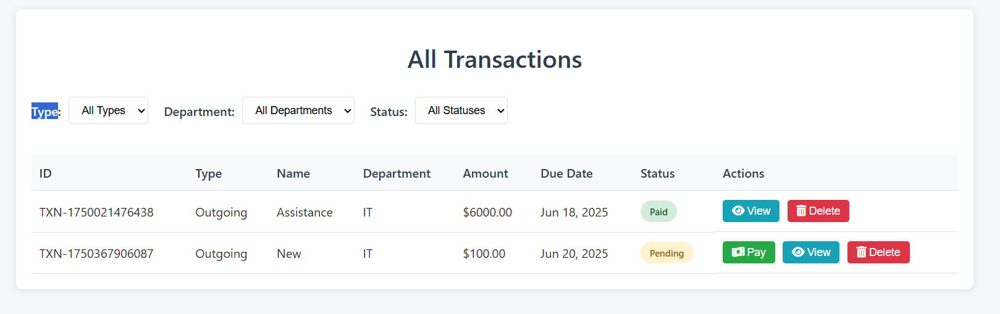 All Transactions
Type: All Types Department: All Departments Status: All Statuses
ID Type Name Department Amount Due Date Status Actions
TXN-1750021476438 Outgoing Assistance IT $6000.00 Jun 18, 2025 Paid View Delete
TXN-1750367906087 Outgoing New IT $100.00 Jun 20, 2025 Pending Pay View Delete